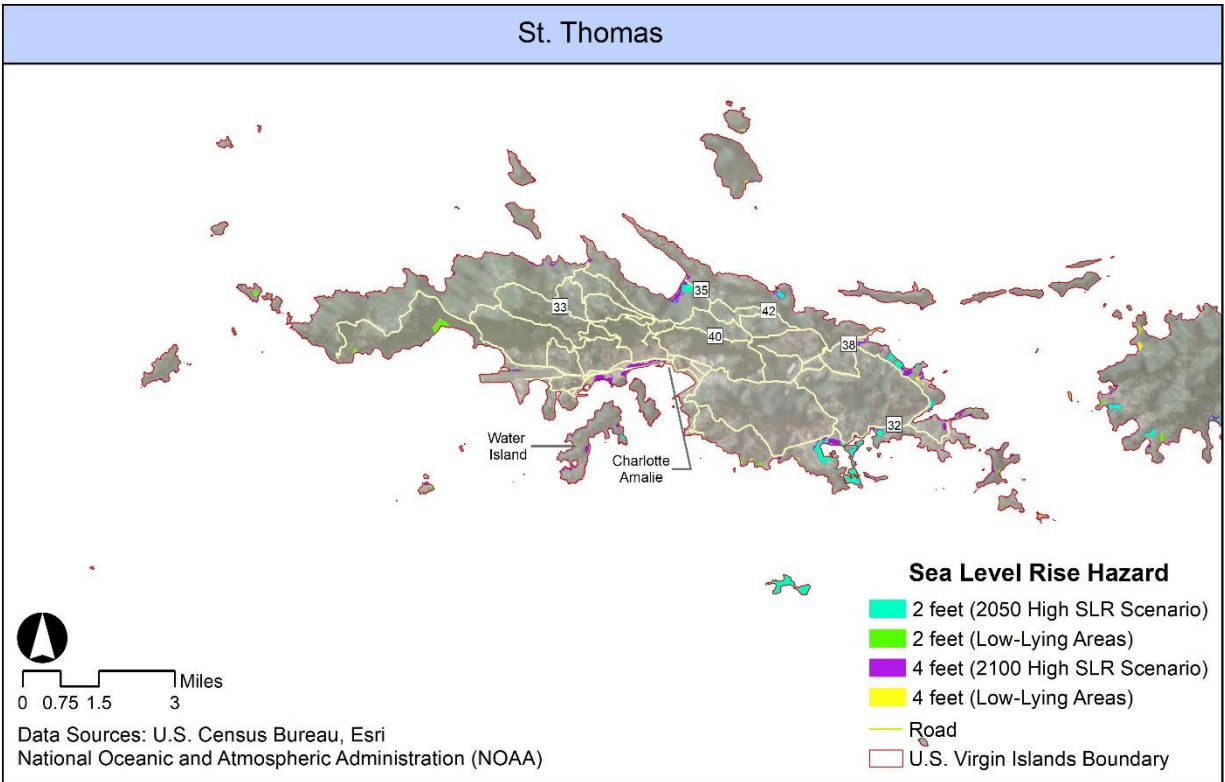 St. Thomas
33
35
42
40
38
32
Water
Island
Charlotte
Amalie
Sea Level Rise Hazard
2 feet (2050 High SLR Scenario)
2 feet (Low-Lying Areas)
4 feet (2100 High SLR Scenario)
4 feet (Low-Lying Areas)
Road
U.S. Virgin Islands Boundary
Miles
0 0.75 1.5 3
Data Sources: U.S. Census Bureau, Esri
National Oceanic and Atmospheric Administration (NOAA)